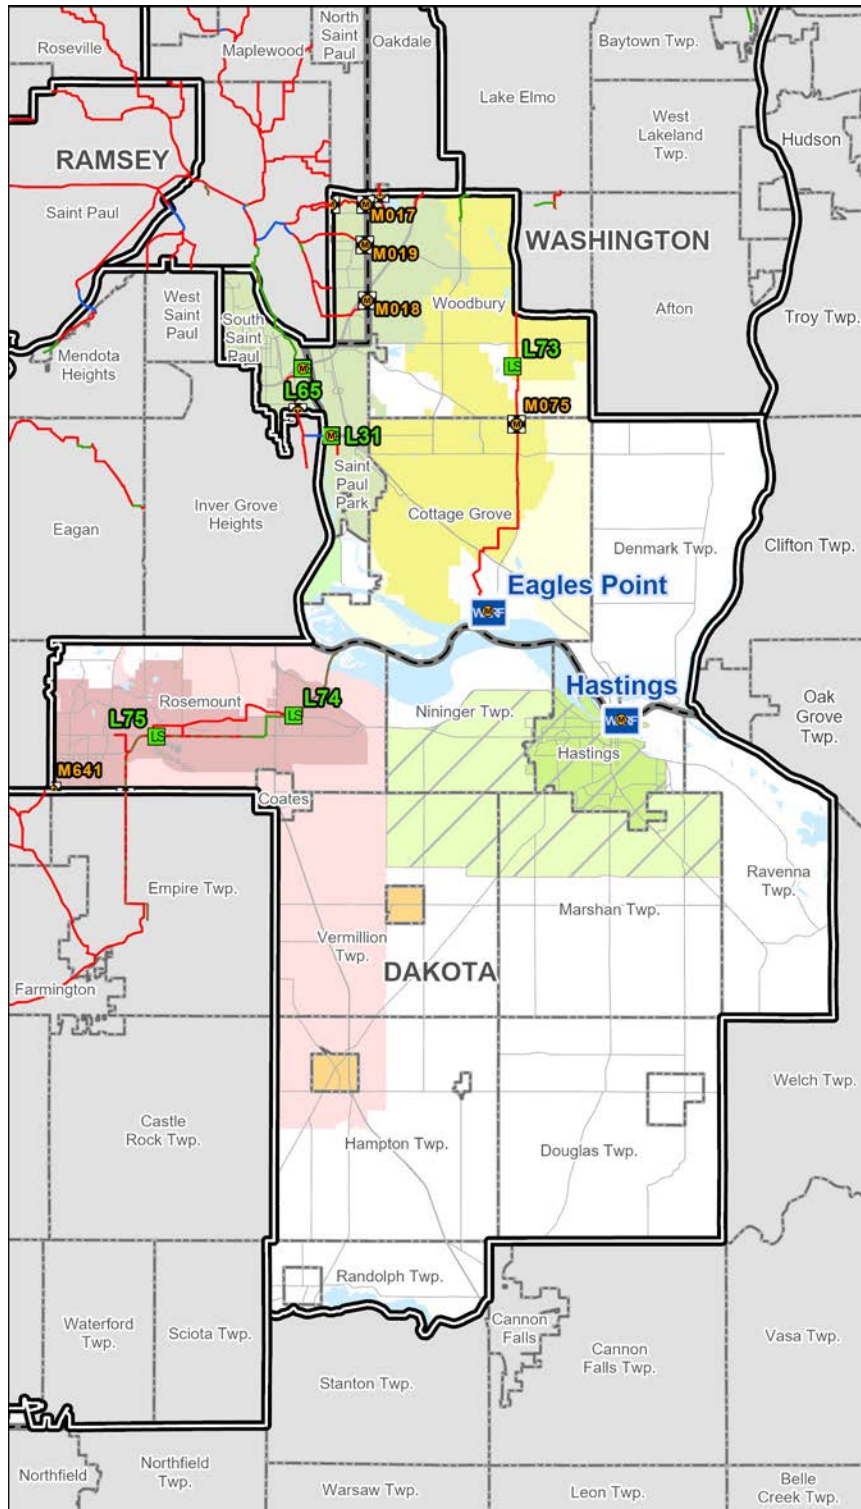 North
Saint
Paul
Oakdale
Roseville
Maplewood
Baytown Twp.
Lake Elmo
West
Lakeland
Twp.
Hudson
RAMSEY
Saint Paul
M017
WASHINGTON
M019
West
Saint
Paul
South
Saint
Paul
Woodbury
M018
Afton
Troy Twp.
Mendota
Heights
L73
LS
M
L65
M075
M
L31
Saint
Paul
Park
Eagan
Inver Grove
Heights
Cottage Grove
Denmark Twp.
Clifton Twp.
Eagles Point
Hastings
Rosemount
L74
LS
L75
LS
Nininger Twp.
Oak
Grove
Twp.
Hastings
M641
Coates
Empire Twp.
Ravenna
Twp.
Marshan Twp.
Vermillion
Twp.
DAKOTA
Farmington
Welch Twp.
Castle
Rock Twp.
Hampton Twp.
Douglas Twp.
Randolph Twp.
Waterford
Twp.
Sciota Twp.
Cannon
Falls
Cannon
Falls Twp.
Vasa Twp.
Stanton Twp.
Northfield
Northfield
Twp.
Warsaw Twp.
Leon Twp.
Belle
Creek Twp.